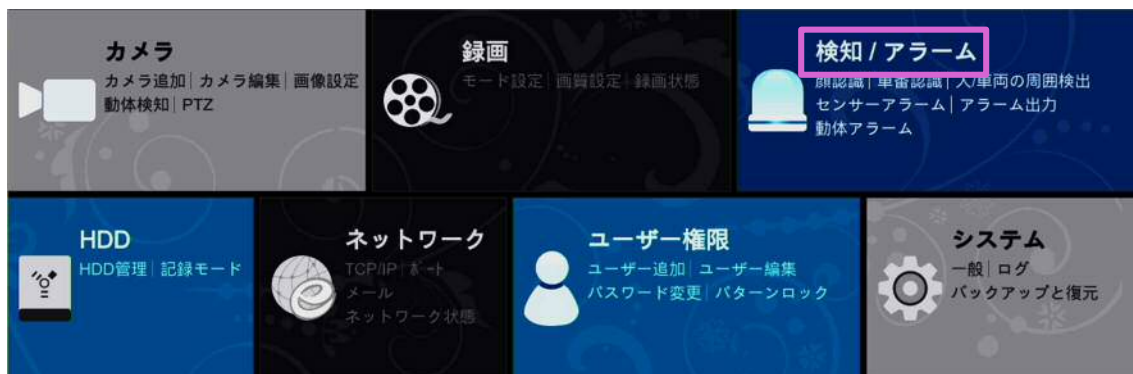 カメラ
カメラ追加 | カメラ編集 | 画像設定
動体検知 | PTZ
録画
モード設定 | 画質設定 | 録画状態
検知 / アラーム
顔認識 | 車番認識 | 人/車両の周囲検出
センサーアラーム | アラーム出力
動体アラーム
HDD
HDD管理 | 記録モード
ネットワーク
TCP/IP | ポート
メール
ネットワーク状態
ユーザー権限
ユーザー追加 | ユーザー編集
パスワード変更 | パターンロック
システム
一般 | ログ
バックアップと復元